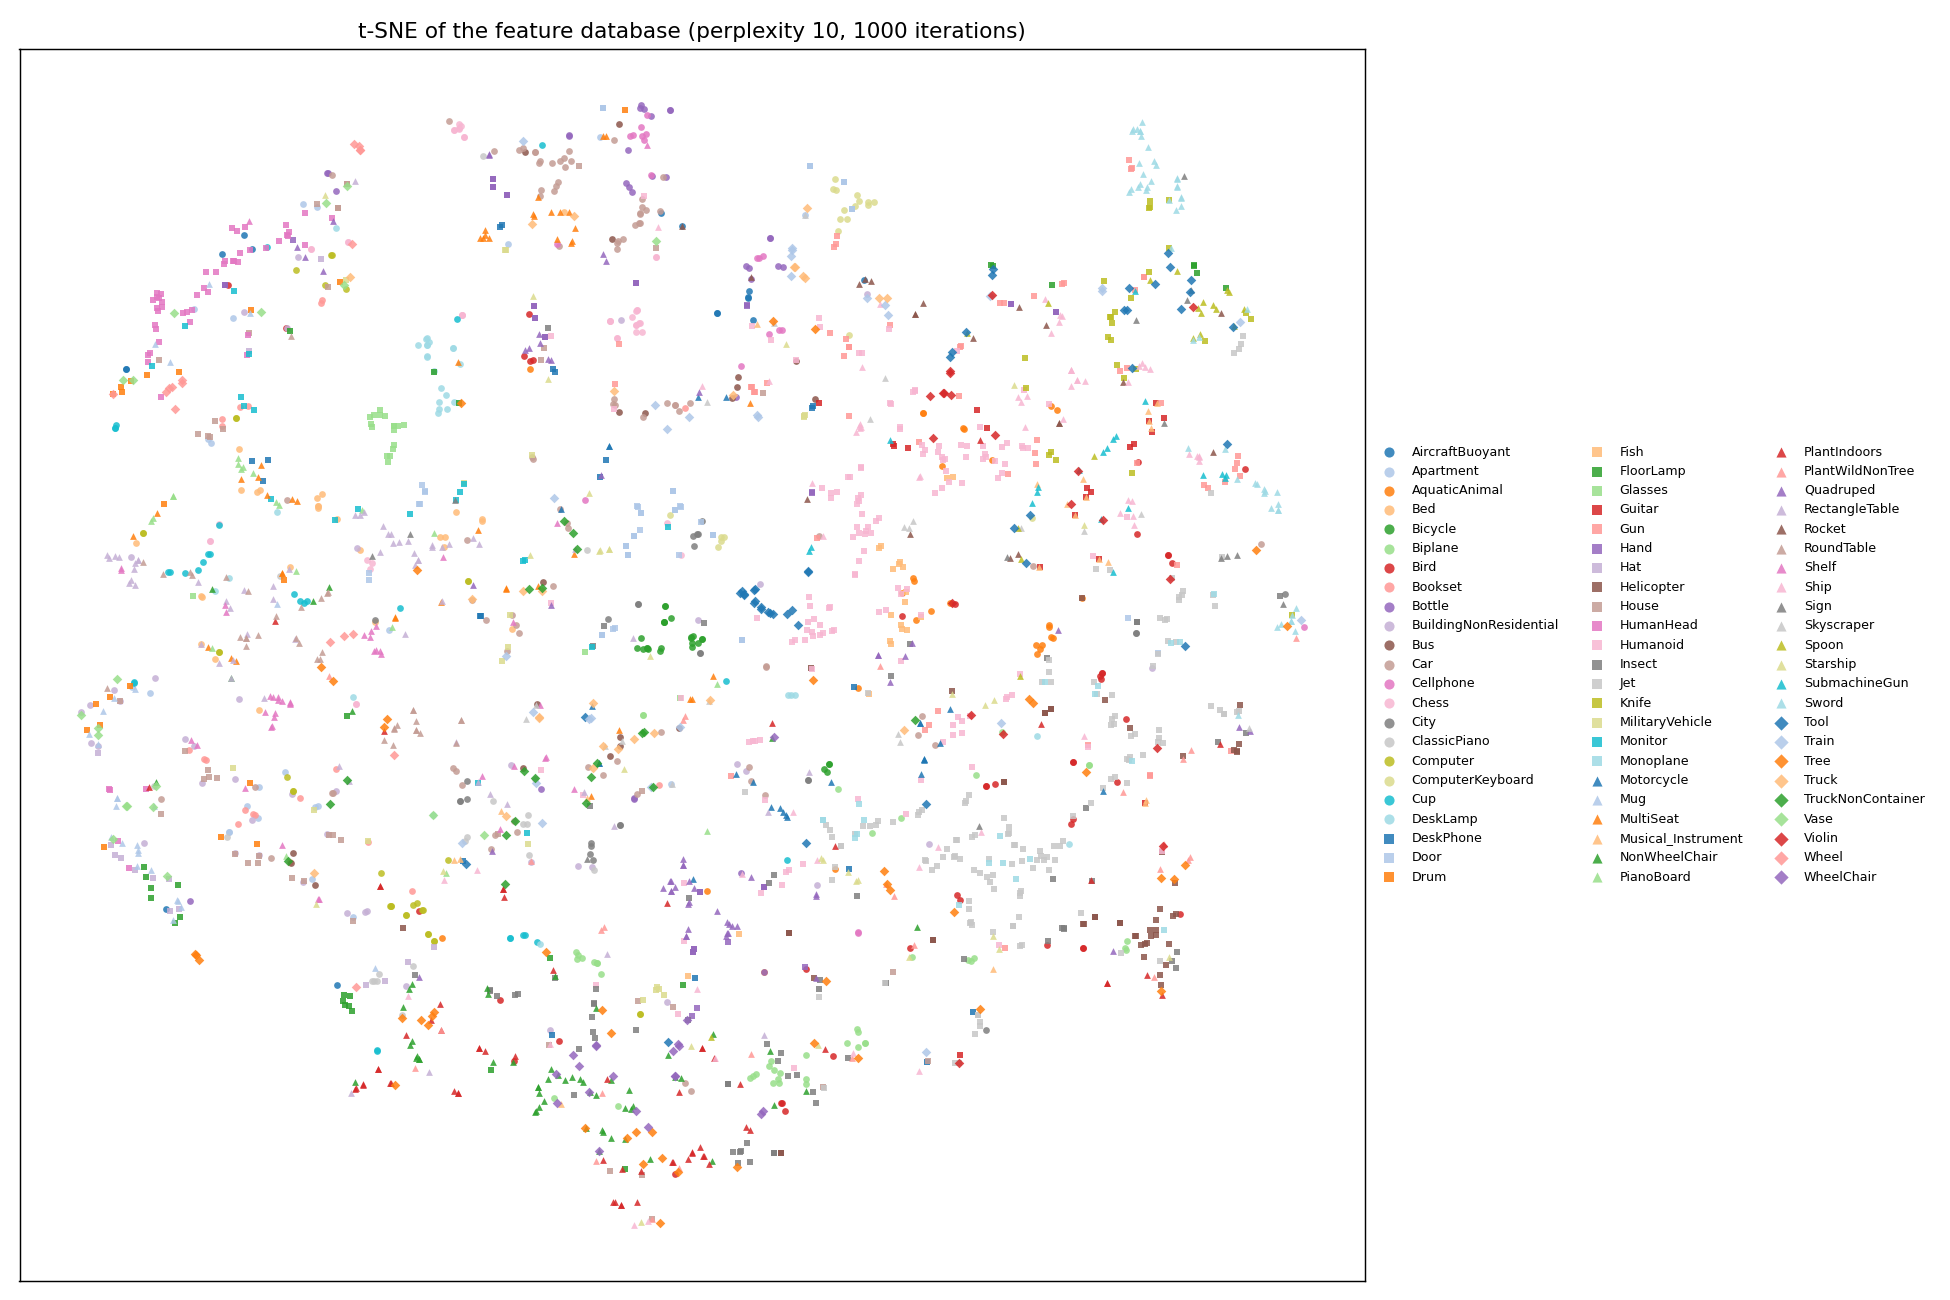 t-SNE of the feature database (perplexity 10, 1000 iterations)
AircraftBuoyant
Apartment
AquaticAnimal
Bed
Bicycle
Biplane
Bird
Bookset
Bottle
BuildingNonResidential
Bus
Car
Cellphone
Chess
City
ClassicPiano
Computer
ComputerKeyboard
Cup
DeskLamp
DeskPhone
Door
Drum
Fish
FloorLamp
Glasses
Guitar
Gun
Hand
Hat
Helicopter
House
HumanHead
Humanoid
Insect
Jet
Knife
MilitaryVehicle
Monitor
Monoplane
Motorcycle
Mug
MultiSeat
Musical_Instrument
NonWheelChair
PianoBoard
PlantIndoors
PlantWildNonTree
Quadruped
RectangleTable
Rocket
RoundTable
Shelf
Ship
Sign
Skyscraper
Spoon
Starship
SubmachineGun
Sword
Tool
Train
Tree
Truck
TruckNonContainer
Vase
Violin
Wheel
WheelChair